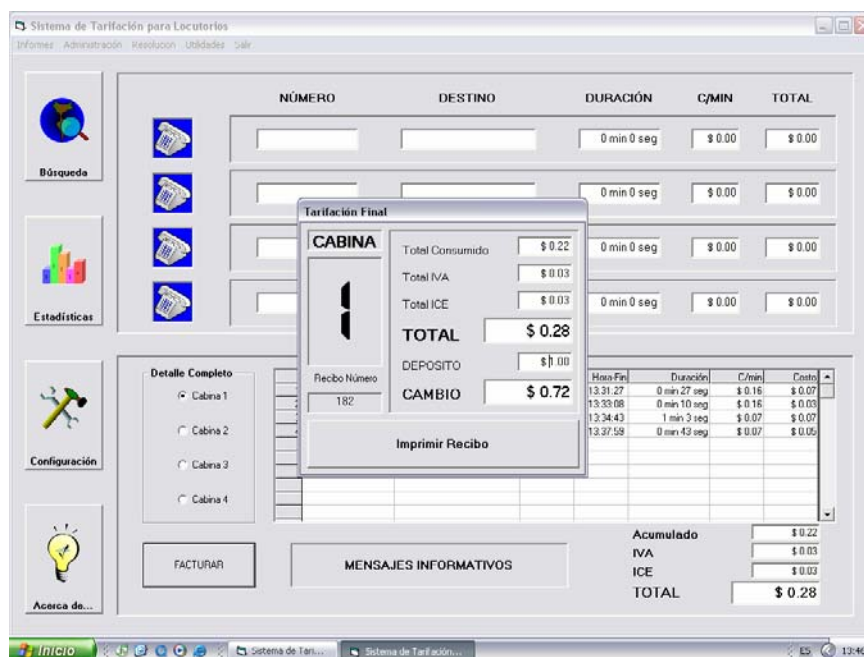 Sistema de Tarifación para Locutorios
Informes Administración Resolucion Utilidades Salir
NÚMERO DESTINO DURACIÓN C/MIN TOTAL
Búsqueda
0 min 0 seg $ 0.00 $ 0.00
0 min 0 seg $ 0.00 $ 0.00
0 min 0 seg $ 0.00 $ 0.00
0 min 0 seg $ 0.00 $ 0.00
Estadísticas
Tarifación Final
CABINA
1
Recibo Número
182
Total Consumido $ 0.22
Total IVA $ 0.03
Total ICE $ 0.03
TOTAL $ 0.28
DEPOSITO $ 1.00
CAMBIO $ 0.72
Imprimir Recibo
Detalle Completo
Cabina 1
Cabina 2
Cabina 3
Cabina 4
Hora-Fin Duración C/min Costo
13:31:27 0 min 27 seg $ 0.16 $ 0.07
13:33:08 0 min 10 seg $ 0.16 $ 0.03
13:34:43 1 min 3 seg $ 0.07 $ 0.07
13:37:59 0 min 43 seg $ 0.07 $ 0.05
Configuración
FACTURAR
MENSAJES INFORMATIVOS
Acumulado $ 0.22
IVA $ 0.03
ICE $ 0.03
TOTAL $ 0.28
Acerca de...
Inicio
Sistema de Tari...
Sistema de Tarifación...
ES 13:46